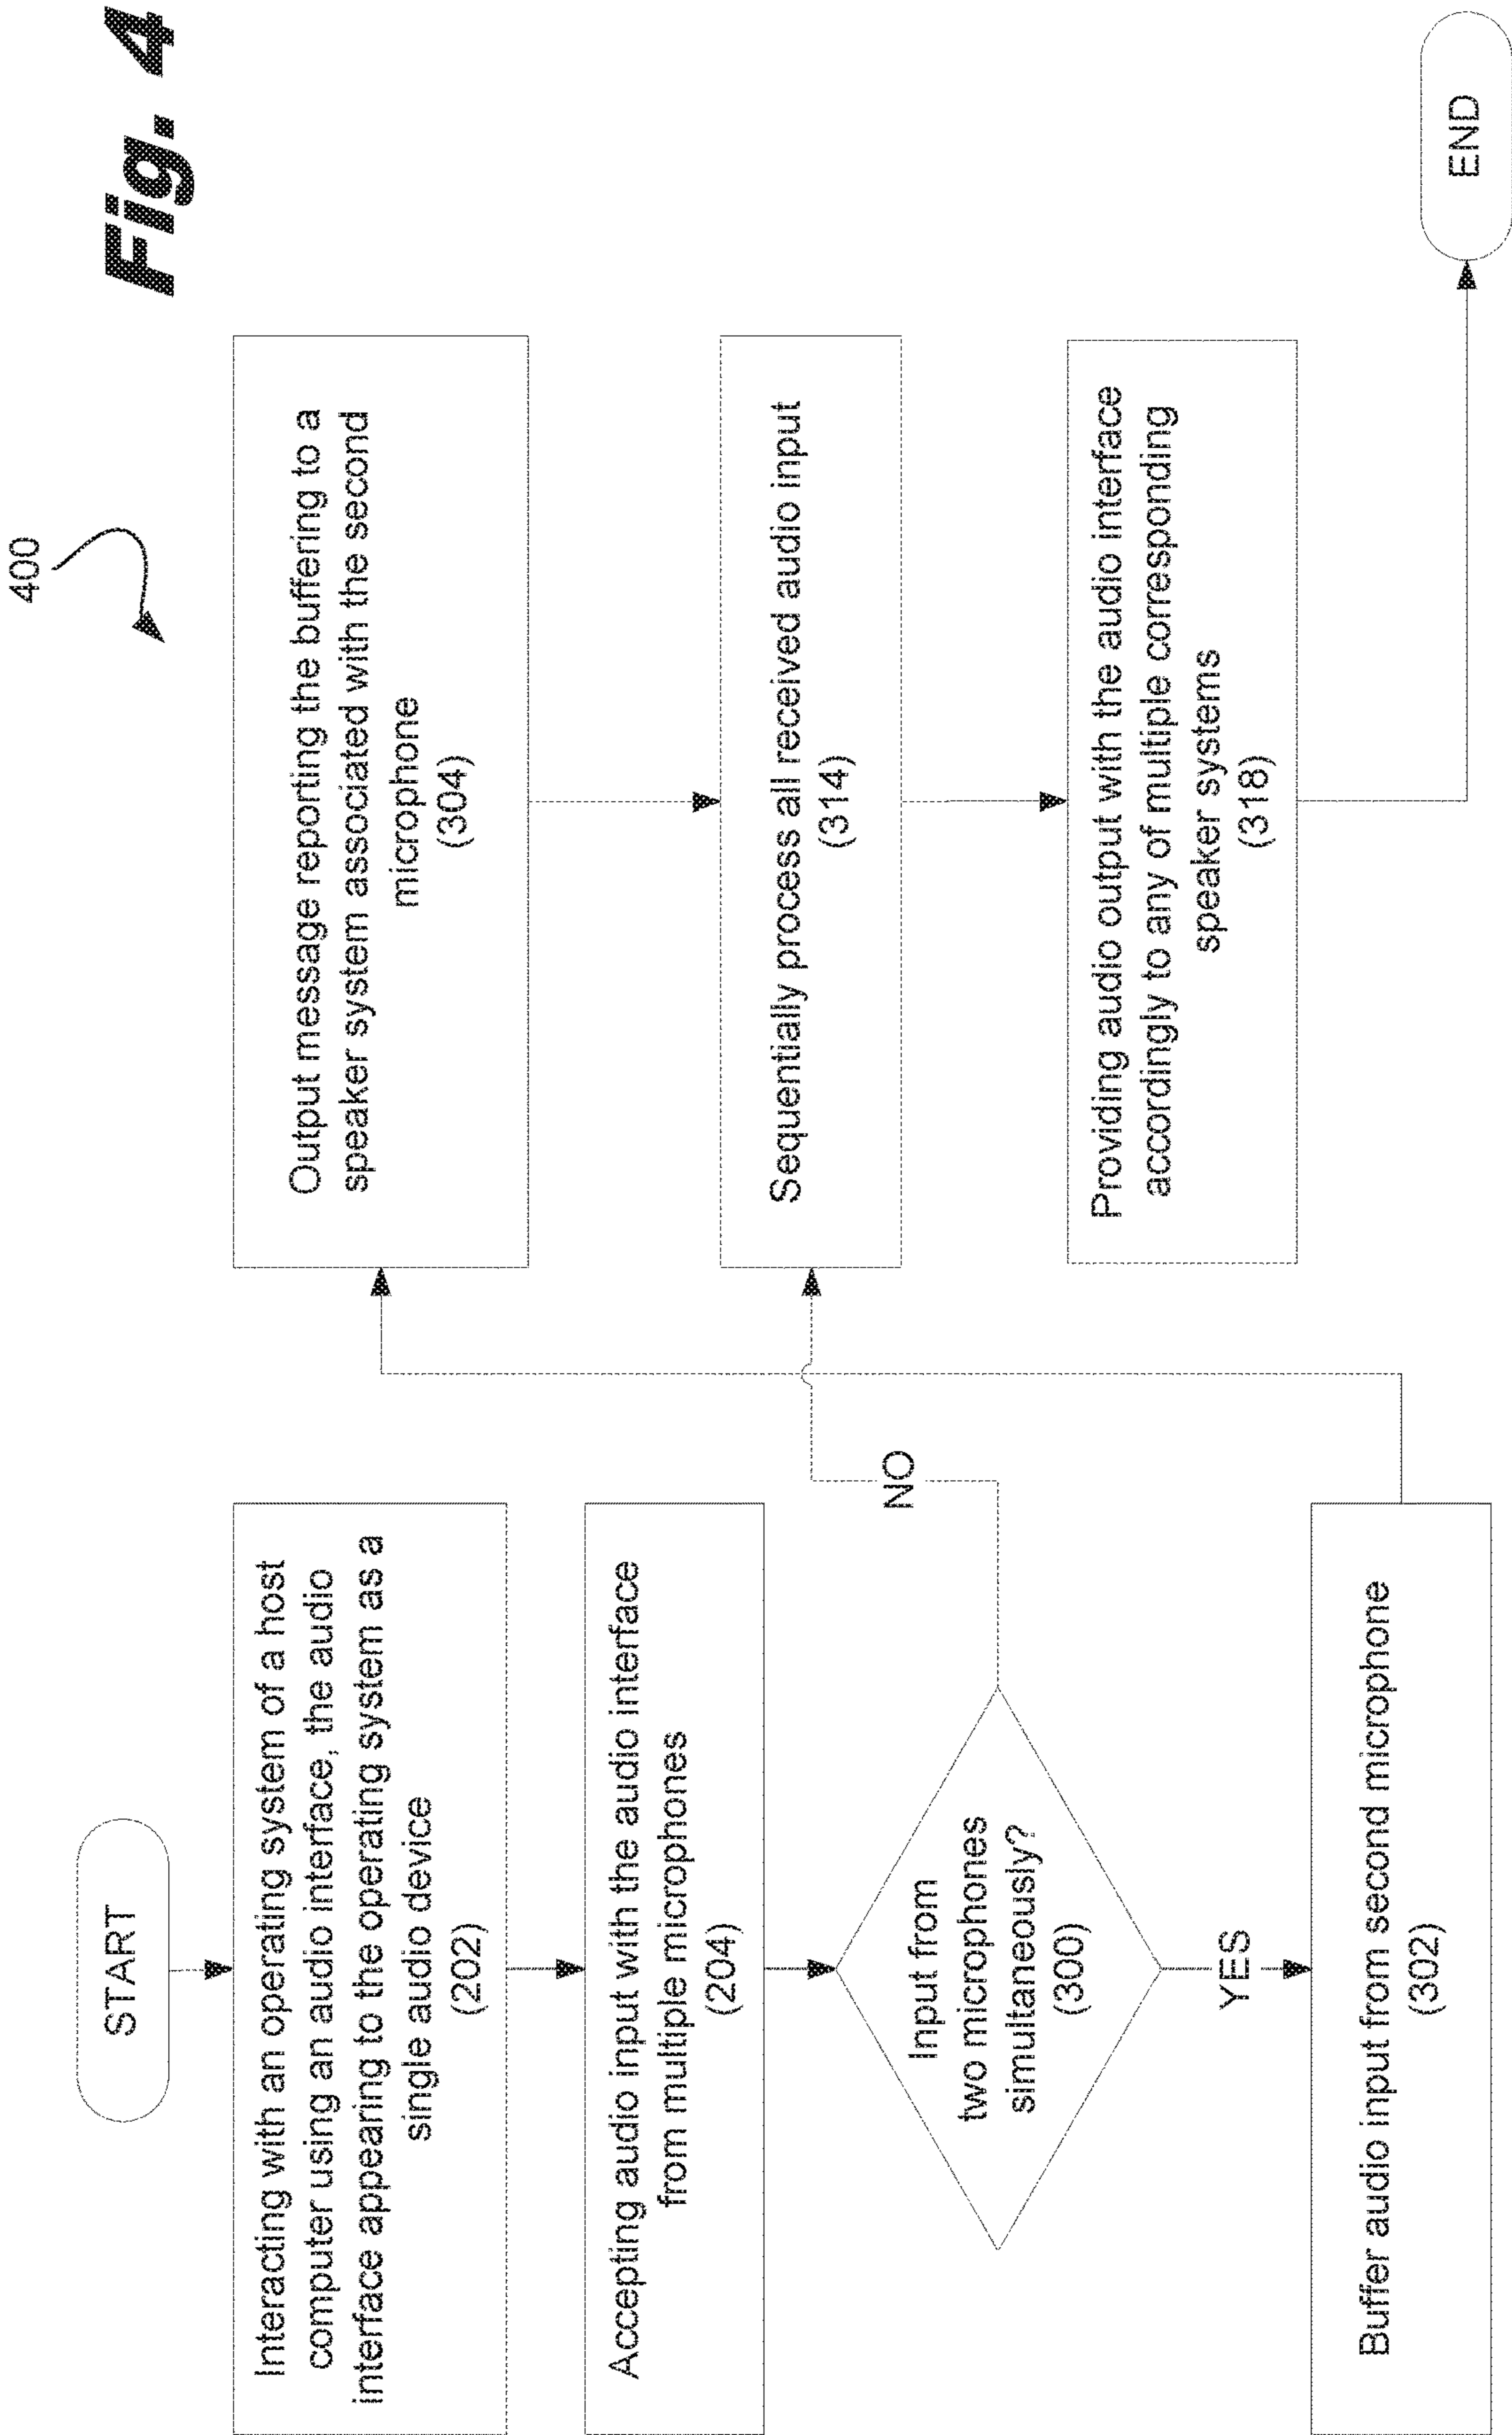 Fig. 4
400
START
Interacting with an operating system of a host
computer using an audio interface, the audio
interface appearing to the operating system as a
single audio device
(202)
Accepting audio input with the audio interface
from multiple microphones
(204)
Input from
two microphones
simultaneously?
(300)
NO
YES
Buffer audio input from second microphone
(302)
Output message reporting the buffering to a
speaker system associated with the second
microphone
(304)
Sequentially process all received audio input
(314)
Providing audio output with the audio interface
accordingly to any of multiple corresponding
speaker systems
(318)
END